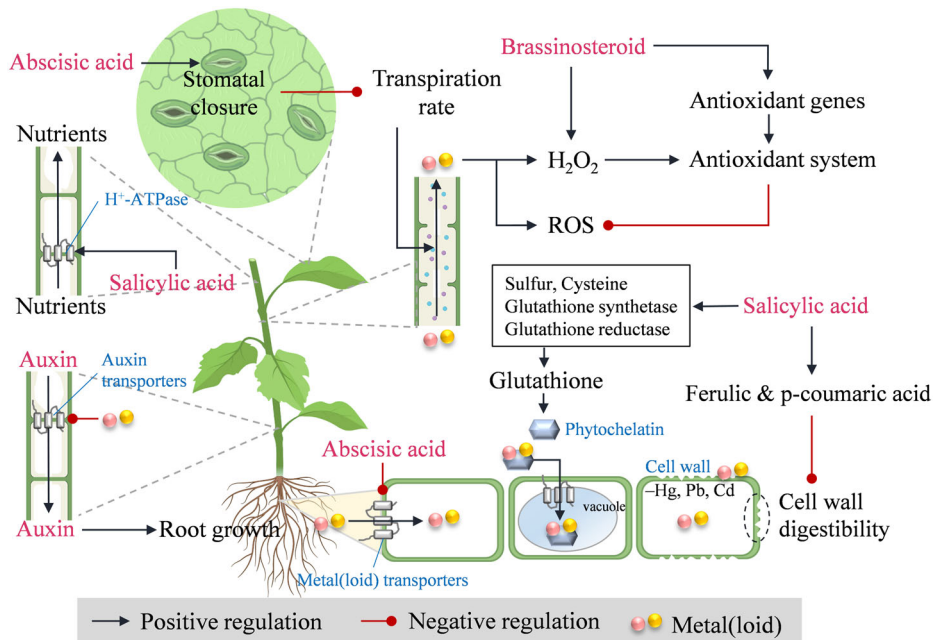 Abscisic acid
Stomatal
closure
Transpiration
rate
Brassinosteroid
Antioxidant genes
H₂O₂
Antioxidant system
ROS
Nutrients
H⁺-ATPase
Salicylic acid
Nutrients
Sulfur, Cysteine
Glutathione synthetase
Glutathione reductase
Salicylic acid
Glutathione
Ferulic & p-coumaric acid
Phytochelatin
Auxin
Auxin
transporters
Auxin
Root growth
Abscisic acid
Metal(loid) transporters
vacuole
Cell wall
–Hg, Pb, Cd
Cell wall
digestibility
Positive regulation
Negative regulation
Metal(loid)